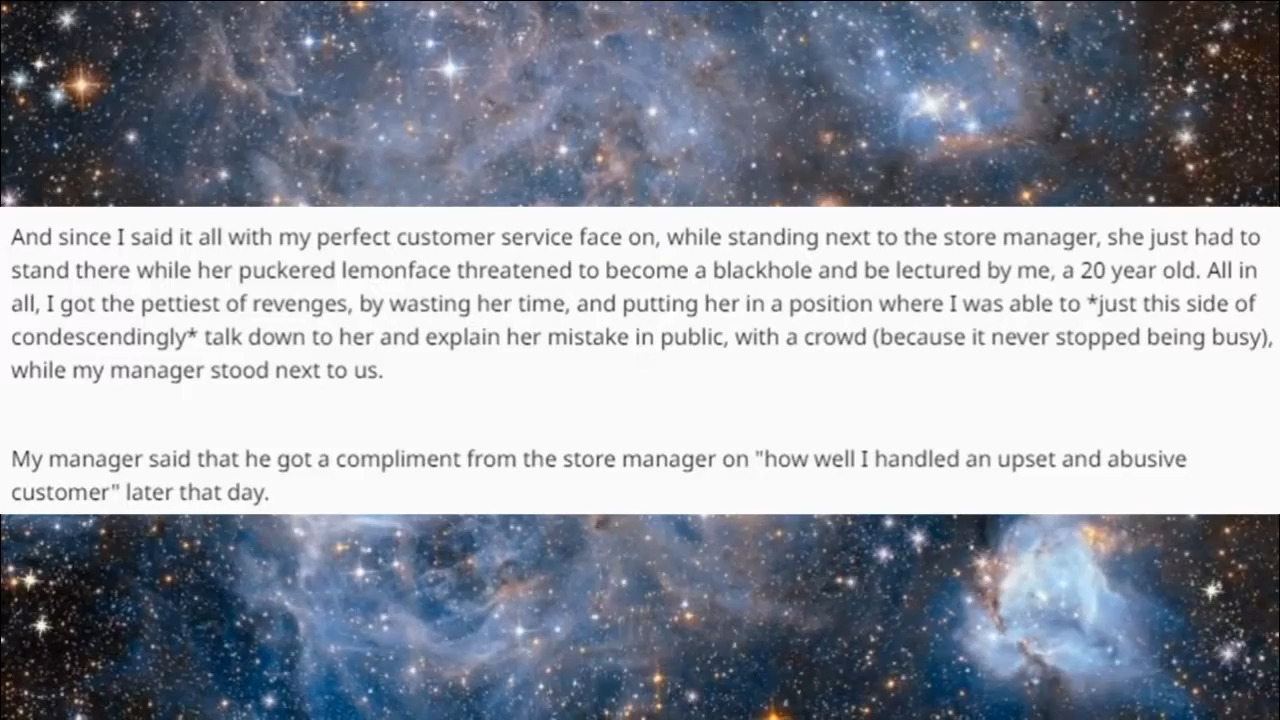 And since I said it all with my perfect customer service face on, while standing next to the store manager, she just had to
stand there while her puckered lemonface threatened to become a blackhole and be lectured by me, a 20 year old. All in
all, I got the pettiest of revenges, by wasting her time, and putting her in a position where I was able to *just this side of
condescendingly* talk down to her and explain her mistake in public, with a crowd (because it never stopped being busy),
while my manager stood next to us.
My manager said that he got a compliment from the store manager on "how well I handled an upset and abusive
customer" later that day.